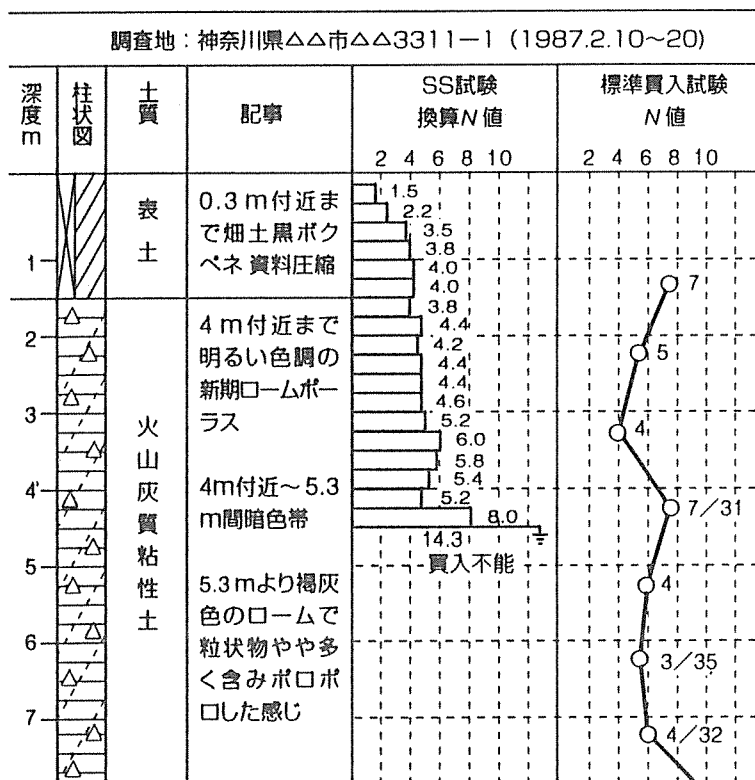 調査地：神奈川県△△市△△3311－1（1987.2.10～20）
深度m
柱状図
土質
記事
SS試験
換算N値
2 4 6 8 10
標準貫入試験
N値
2 4 6 8 10
1
2
3
4'
5
6
7
表土
火山灰質粘性土
0.3m付近ま
で畑土黒ボク
ペネ資料圧縮
4m付近まで
明るい色調の
新期ロームポー
ラス
4m付近～5.3
m間暗色帯
5.3mより褐灰
色のロームで
粒状物やや多
く含みボロボ
ロした感じ
1.5
2.2
3.5
3.8
4.0
4.0
3.8
4.4
4.2
4.4
4.4
4.6
5.2
6.0
5.8
5.4
5.2
8.0
14.3
貫入不能
7
5
4
7／31
4
3／35
4／32